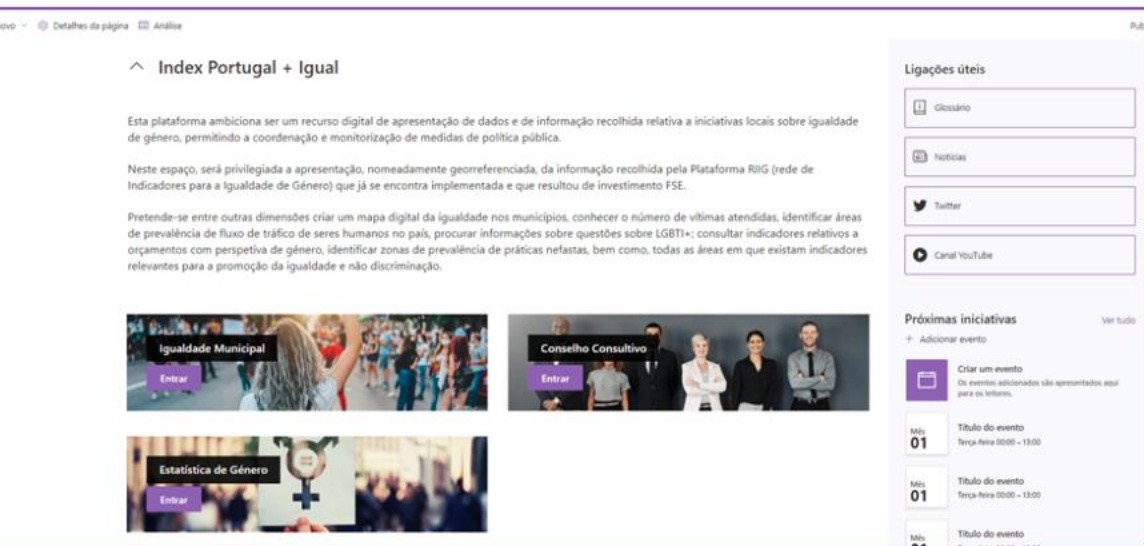 Detalhes da página Análise
Index Portugal + Igual
Esta plataforma ambiciona ser um recurso digital de apresentação de dados e de informação recolhida relativa a iniciativas locais sobre igualdade
de género, permitindo a coordenação e monitorização de medidas de política pública.
Neste espaço, será privilegiada a apresentação, nomeadamente georreferenciada, da informação recolhida pela Plataforma RIIG (rede de
Indicadores para a Igualdade de Género) que já se encontra implementada e que resultou de investimento FSE.
Pretende-se entre outras dimensões criar um mapa digital da igualdade nos municípios, conhecer o número de vítimas atendidas, identificar áreas
de prevalência de fluxo de tráfico de seres humanos no país, procurar informações sobre questões sobre LGBTI+; consultar indicadores relativos a
orçamentos com perspetiva de género, identificar zonas de prevalência de práticas nefastas, bem como, todas as áreas em que existam indicadores
relevantes para a promoção da igualdade e não discriminação.
Igualdade Municipal
Entrar
Conselho Consultivo
Entrar
Estatística de Género
Entrar
Ligações úteis
Glossário
Notícias
Twitter
Canal YouTube
Próximas iniciativas
Ver tudo
+ Adicionar evento
Criar um evento
Os eventos adicionados são apresentados aqui
para os leitores.
Mês
01
Título do evento
Terça-feira 00:00 – 13:00
Mês
01
Título do evento
Terça-feira 00:00 – 13:00
Mês
Título do evento